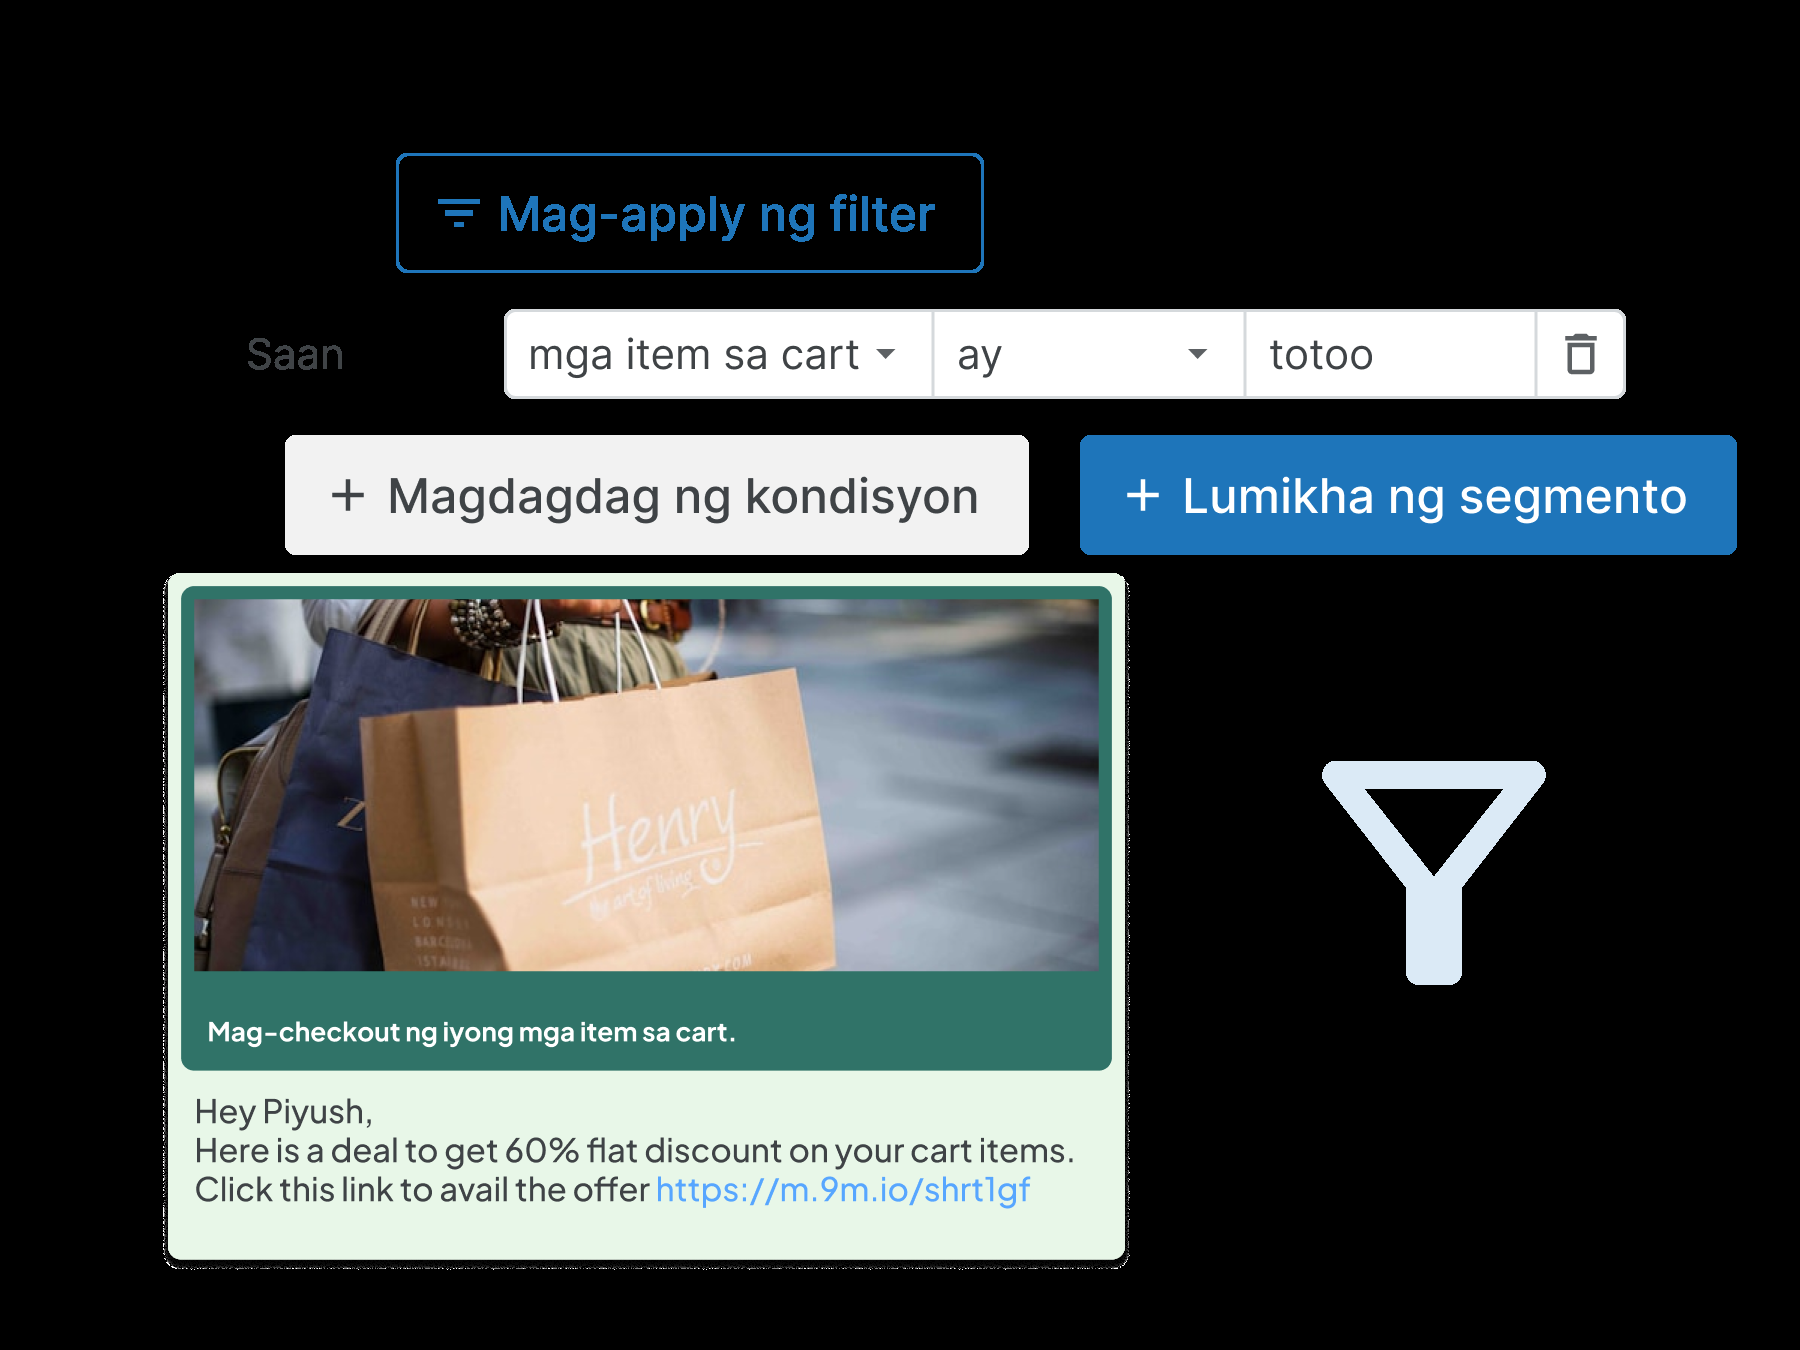 Mag-apply ng filter
Saan
mga item sa cart
ay
totoo
+ Magdagdag ng kondisyon
+ Lumikha ng segmento
Z
Henry
the art of living
NEW
LONDON
Mag-checkout ng iyong mga item sa cart.
Hey Piyush,
Here is a deal to get 60% flat discount on your cart items.
Click this link to avail the offer https://m.9m.io/shrt1gf